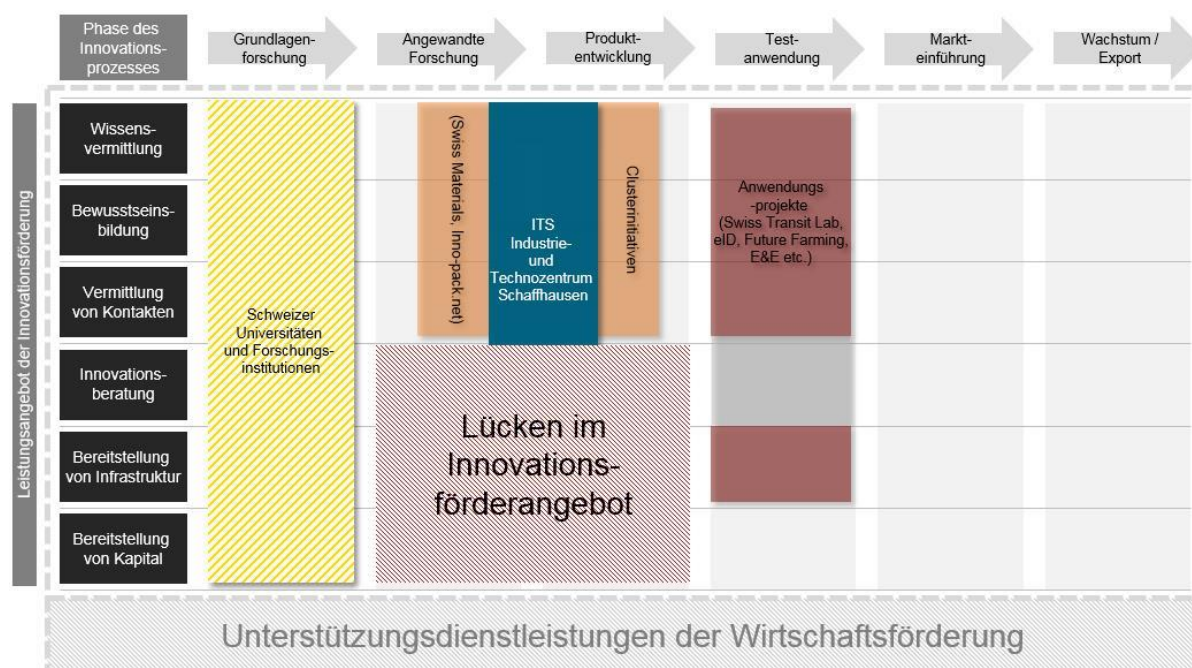 Phase des
Innovations-
prozesses
Grundlagen-
forschung
Angewandte
Forschung
Produkt-
entwicklung
Test-
anwendung
Markt-
einführung
Wachstum /
Export
Leistungsangebot der Innovationsförderung
Wissens-
vermittlung
Bewusstseins-
bildung
Vermittlung
von Kontakten
Innovations-
beratung
Bereitstellung
von Infrastruktur
Bereitstellung
von Kapital
Schweizer
Universitäten
und Forschungs-
institutionen
(Swiss Materials, Inno-pack.net)
ITS
Industrie-
und
Technozentrum
Schaffhausen
Clusterinitiativen
Anwendungs
-projekte
(Swiss Transit Lab,
eID, Future Farming,
E&E etc.)
Lücken im
Innovations-
förderangebot
Unterstützungsdienstleistungen der Wirtschaftsförderung